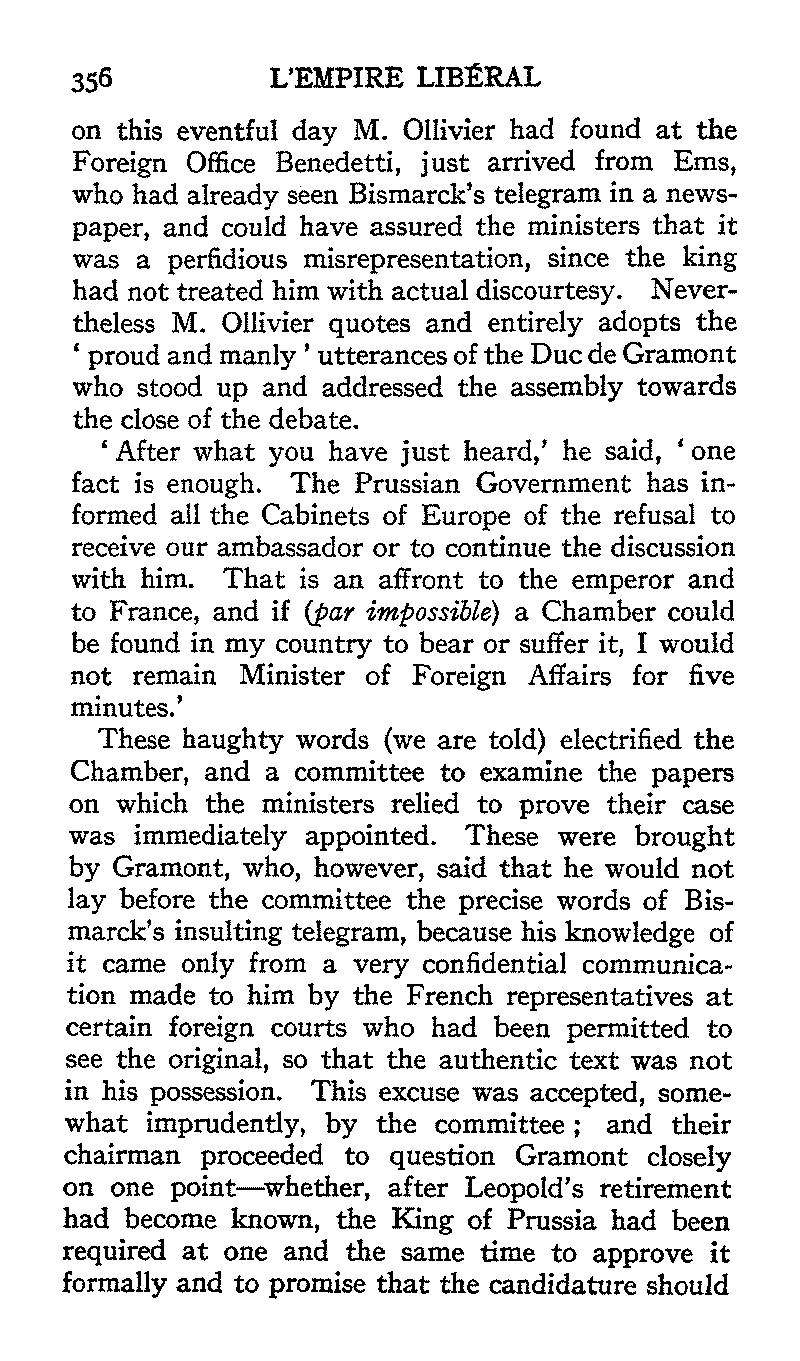 356 L'EMPIRE LIBÉRAL
on this eventful day M. Ollivier had found at the
Foreign Office Benedetti, just arrived from Ems,
who had already seen Bismarck's telegram in a news-
paper, and could have assured the ministers that it
was a perfidious misrepresentation, since the king
had not treated him with actual discourtesy. Never-
theless M. Ollivier quotes and entirely adopts the
‘ proud and manly ’ utterances of the Duc de Gramont
who stood up and addressed the assembly towards
the close of the debate.
‘ After what you have just heard,’ he said, ‘ one
fact is enough. The Prussian Government has in-
formed all the Cabinets of Europe of the refusal to
receive our ambassador or to continue the discussion
with him. That is an affront to the emperor and
to France, and if (par impossible) a Chamber could
be found in my country to bear or suffer it, I would
not remain Minister of Foreign Affairs for five
minutes.’
These haughty words (we are told) electrified the
Chamber, and a committee to examine the papers
on which the ministers relied to prove their case
was immediately appointed. These were brought
by Gramont, who, however, said that he would not
lay before the committee the precise words of Bis-
marck's insulting telegram, because his knowledge of
it came only from a very confidential communica-
tion made to him by the French representatives at
certain foreign courts who had been permitted to
see the original, so that the authentic text was not
in his possession. This excuse was accepted, some-
what imprudently, by the committee ; and their
chairman proceeded to question Gramont closely
on one point—whether, after Leopold's retirement
had become known, the King of Prussia had been
required at one and the same time to approve it
formally and to promise that the candidature should